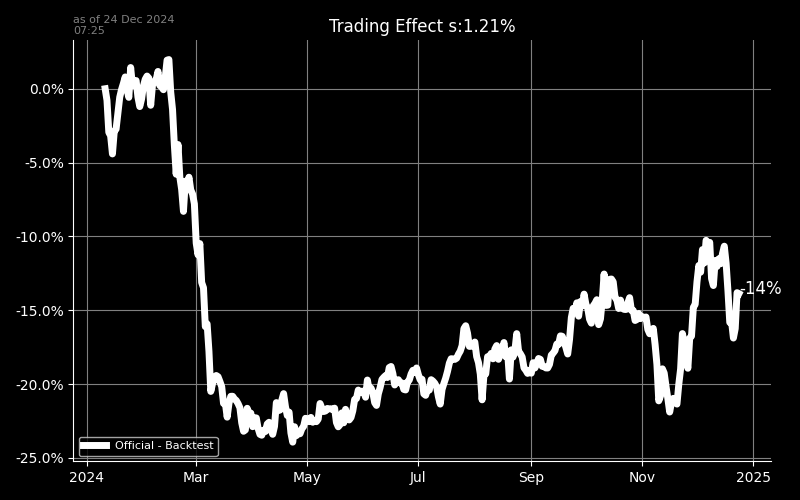 as of 24 Dec 2024
07:25
Trading Effect s:1.21%
0.0%
-5.0%
-10.0%
-15.0%
-20.0%
-25.0%
-14%
Official - Backtest
2024 Mar May Jul Sep Nov 2025